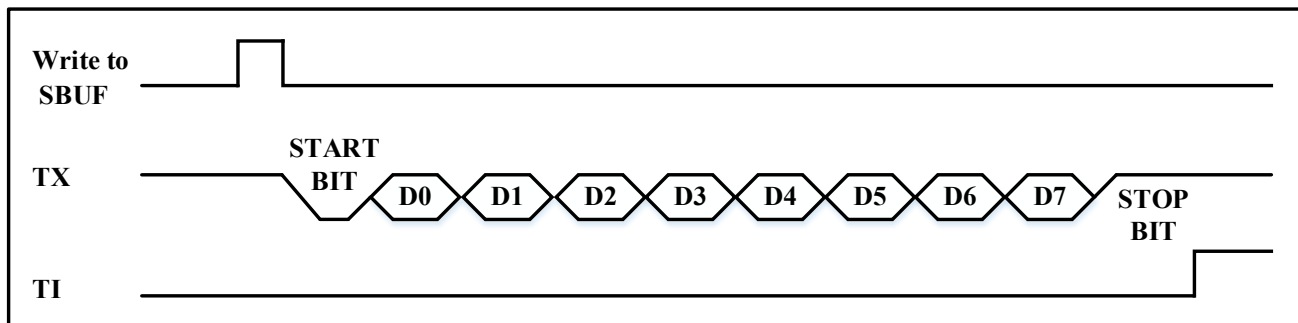 Write to
SBUF
START
BIT
TX
D0 D1 D2 D3 D4 D5 D6 D7
STOP
BIT
TI